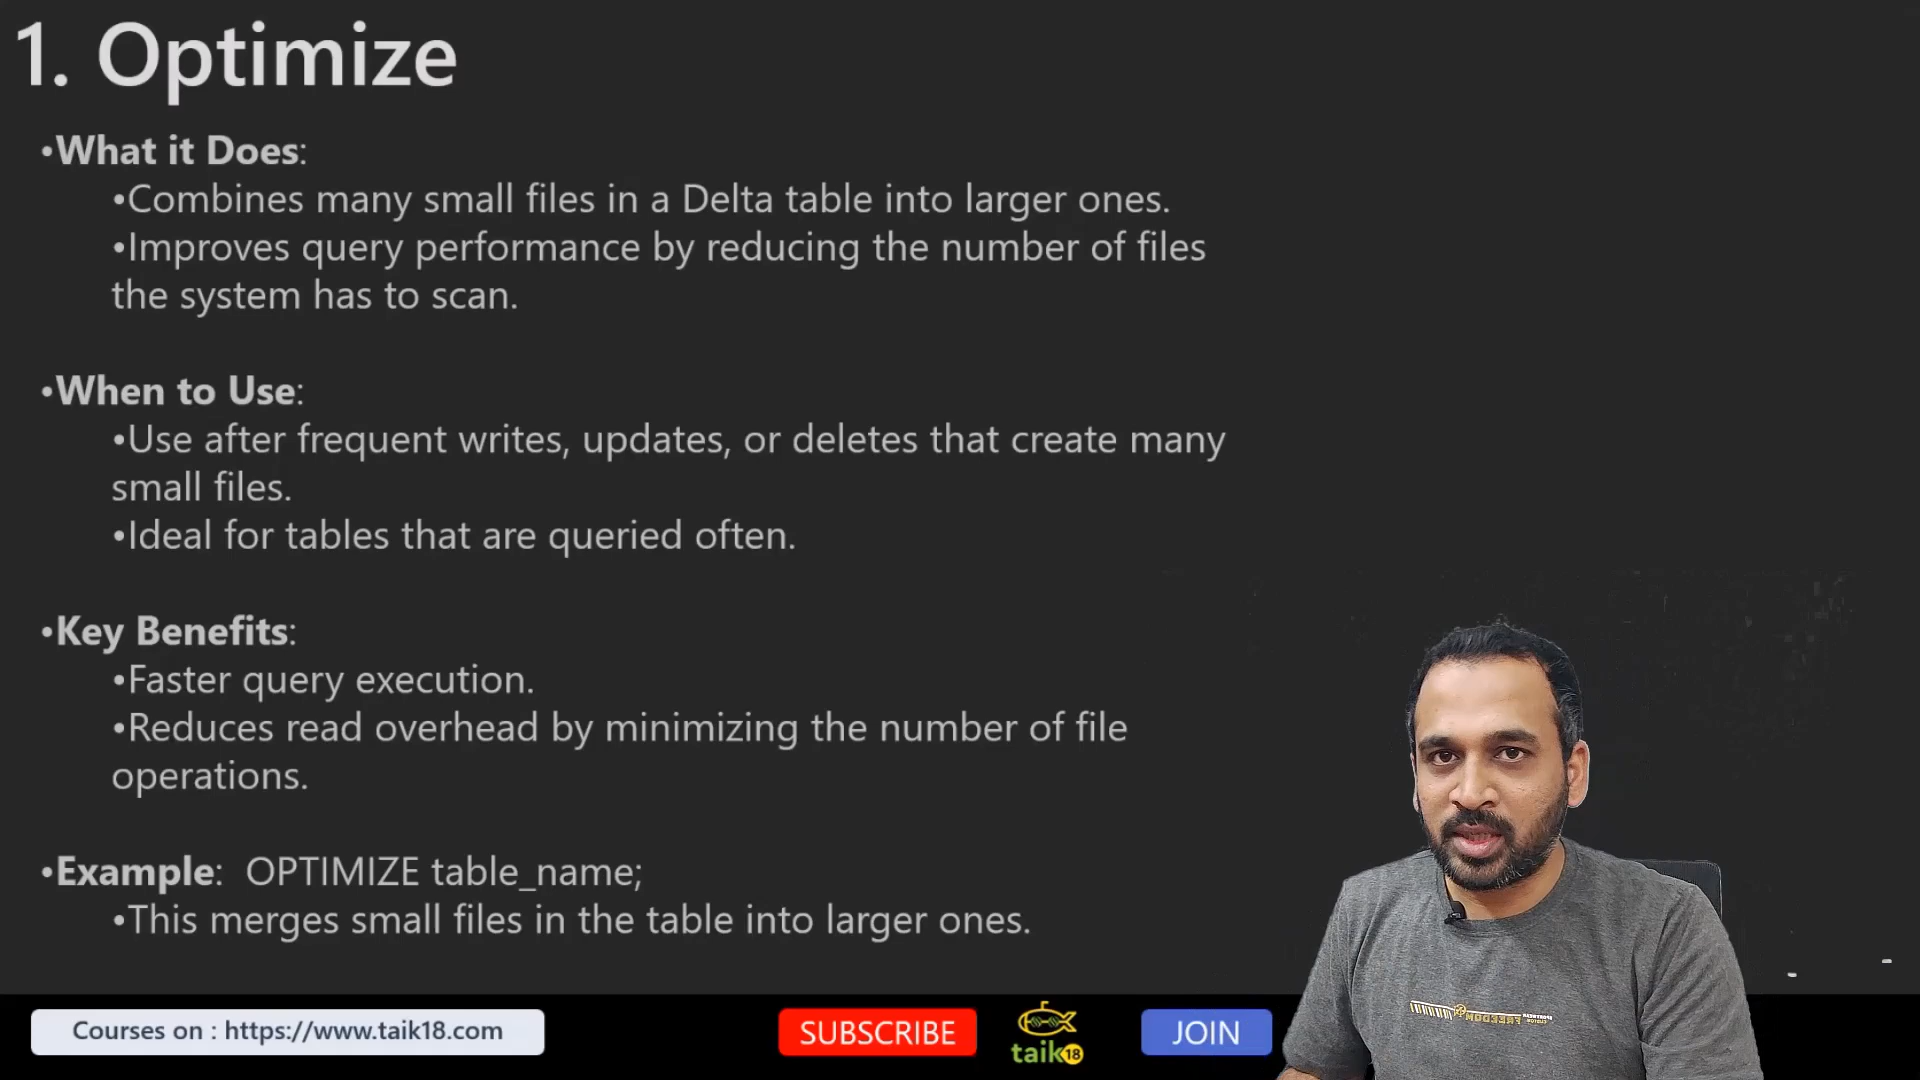 1. Optimize
•What it Does:
•Combines many small files in a Delta table into larger ones.
•Improves query performance by reducing the number of files
the system has to scan.
•When to Use:
•Use after frequent writes, updates, or deletes that create many
small files.
•Ideal for tables that are queried often.
•Key Benefits:
•Faster query execution.
•Reduces read overhead by minimizing the number of file
operations.
•Example: OPTIMIZE table_name;
•This merges small files in the table into larger ones.
FREEDOM
Courses on : https://www.taik18.com
SUBSCRIBE
taik18
JOIN